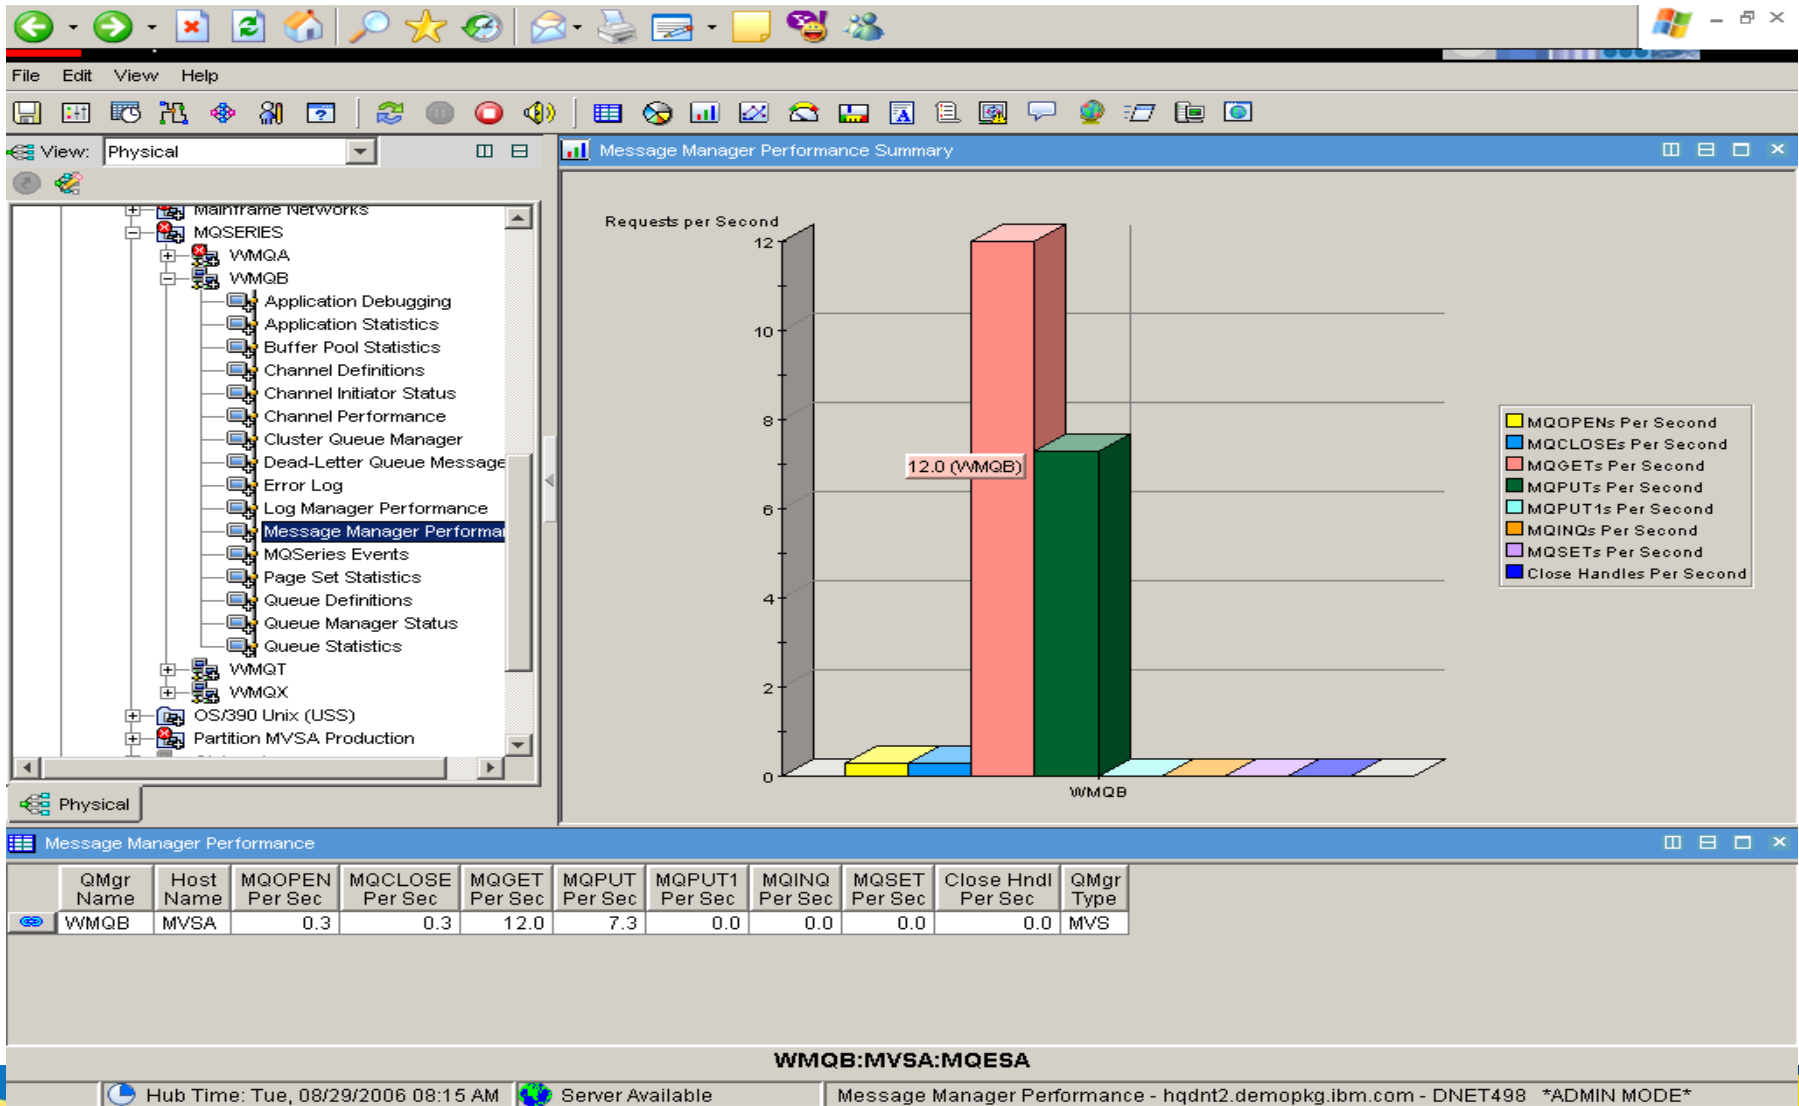 File Edit View Help
View: Physical
Mainframe Networks
MQSERIES
WMQA
WMQB
Application Debugging
Application Statistics
Buffer Pool Statistics
Channel Definitions
Channel Initiator Status
Channel Performance
Cluster Queue Manager
Dead-Letter Queue Message
Error Log
Log Manager Performance
Message Manager Performa
MQSeries Events
Page Set Statistics
Queue Definitions
Queue Manager Status
Queue Statistics
WMQT
WMQX
OS/390 Unix (USS)
Partition MVSA Production
Physical
Message Manager Performance Summary
Requests per Second
12
10
8
6
4
2
0
12.0 (WMQB)
WMQB
MQOPENs Per Second
MQCLOSEs Per Second
MQGETs Per Second
MQPUTs Per Second
MQPUT1s Per Second
MQINQs Per Second
MQSETs Per Second
Close Handles Per Second
Message Manager Performance
QMgr Name Host Name MQOPEN Per Sec MQCLOSE Per Sec MQGET Per Sec MQPUT Per Sec MQPUT1 Per Sec MQINQ Per Sec MQSET Per Sec Close Hndl Per Sec QMgr Type
WMQB MVSA 0.3 0.3 12.0 7.3 0.0 0.0 0.0 0.0 MVS
WMQB:MVSA:MQESA
Hub Time: Tue, 08/29/2006 08:15 AM Server Available Message Manager Performance - hqdnt2.demopkg.ibm.com - DNET498 *ADMIN MODE*